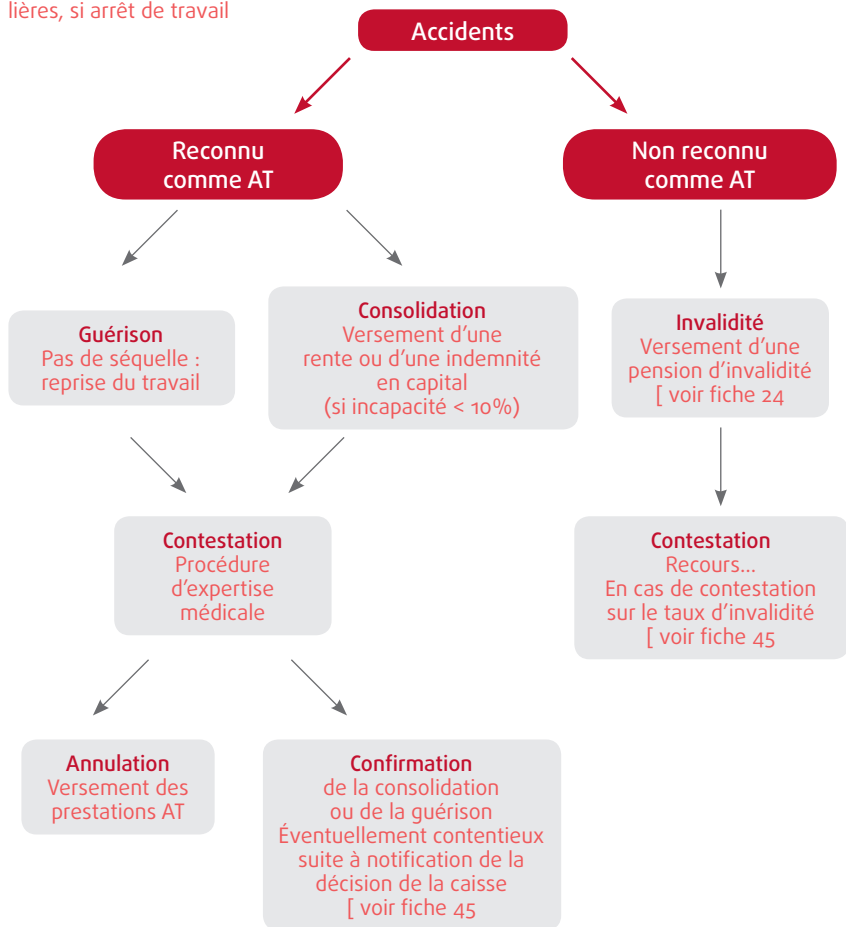 lières, si arrêt de travail
Accidents
Reconnu
comme AT
Non reconnu
comme AT
Guérison
Pas de séquelle :
reprise du travail
Consolidation
Versement d'une
rente ou d'une indemnité
en capital
(si incapacité < 10%)
Invalidité
Versement d'une
pension d'invalidité
[ voir fiche 24
Contestation
Procédure
d'expertise
médicale
Contestation
Recours...
En cas de contestation
sur le taux d'invalidité
[ voir fiche 45
Annulation
Versement des
prestations AT
Confirmation
de la consolidation
ou de la guérison
Éventuellement contentieux
suite à notification de la
décision de la caisse
[ voir fiche 45